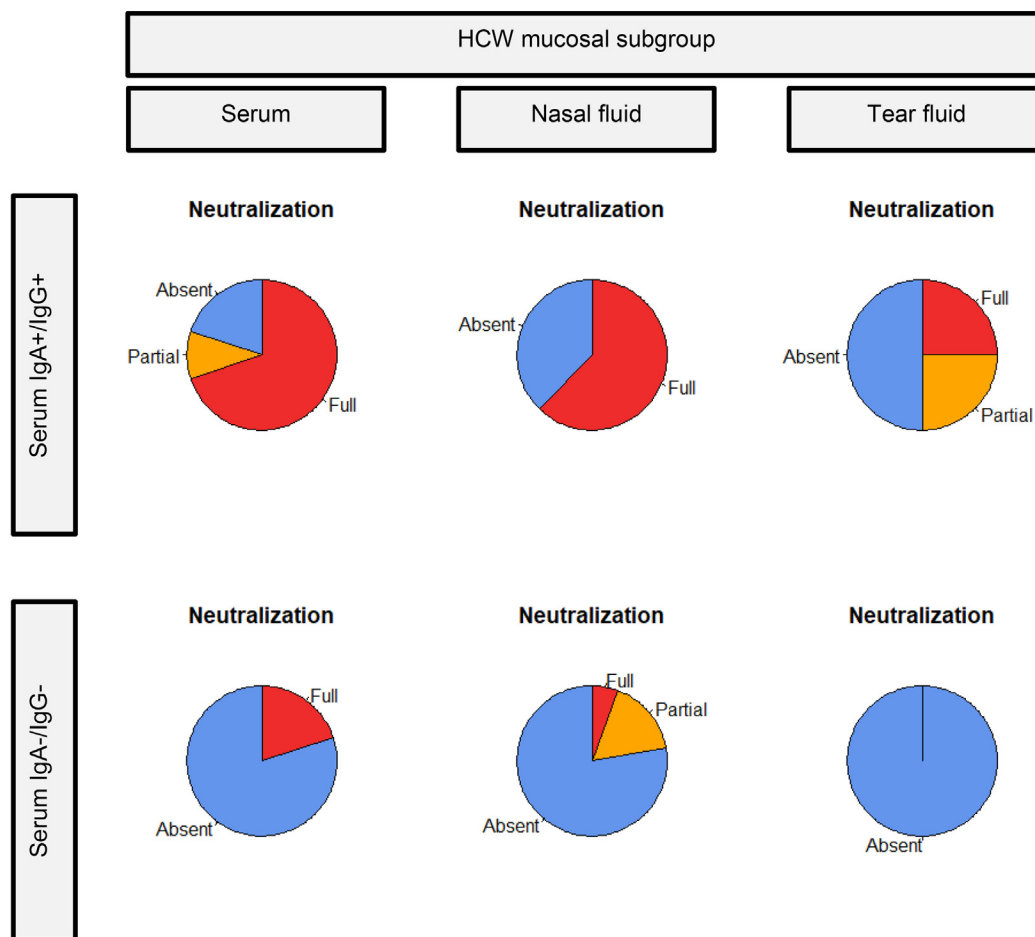 HCW mucosal subgroup
Serum
Nasal fluid
Tear fluid
Serum IgA+/IgG+
Neutralization
Absent
Partial
Full
Neutralization
Absent
Full
Neutralization
Full
Absent
Partial
Serum IgA-/IgG-
Neutralization
Full
Absent
Neutralization
Full
Partial
Absent
Neutralization
Absent